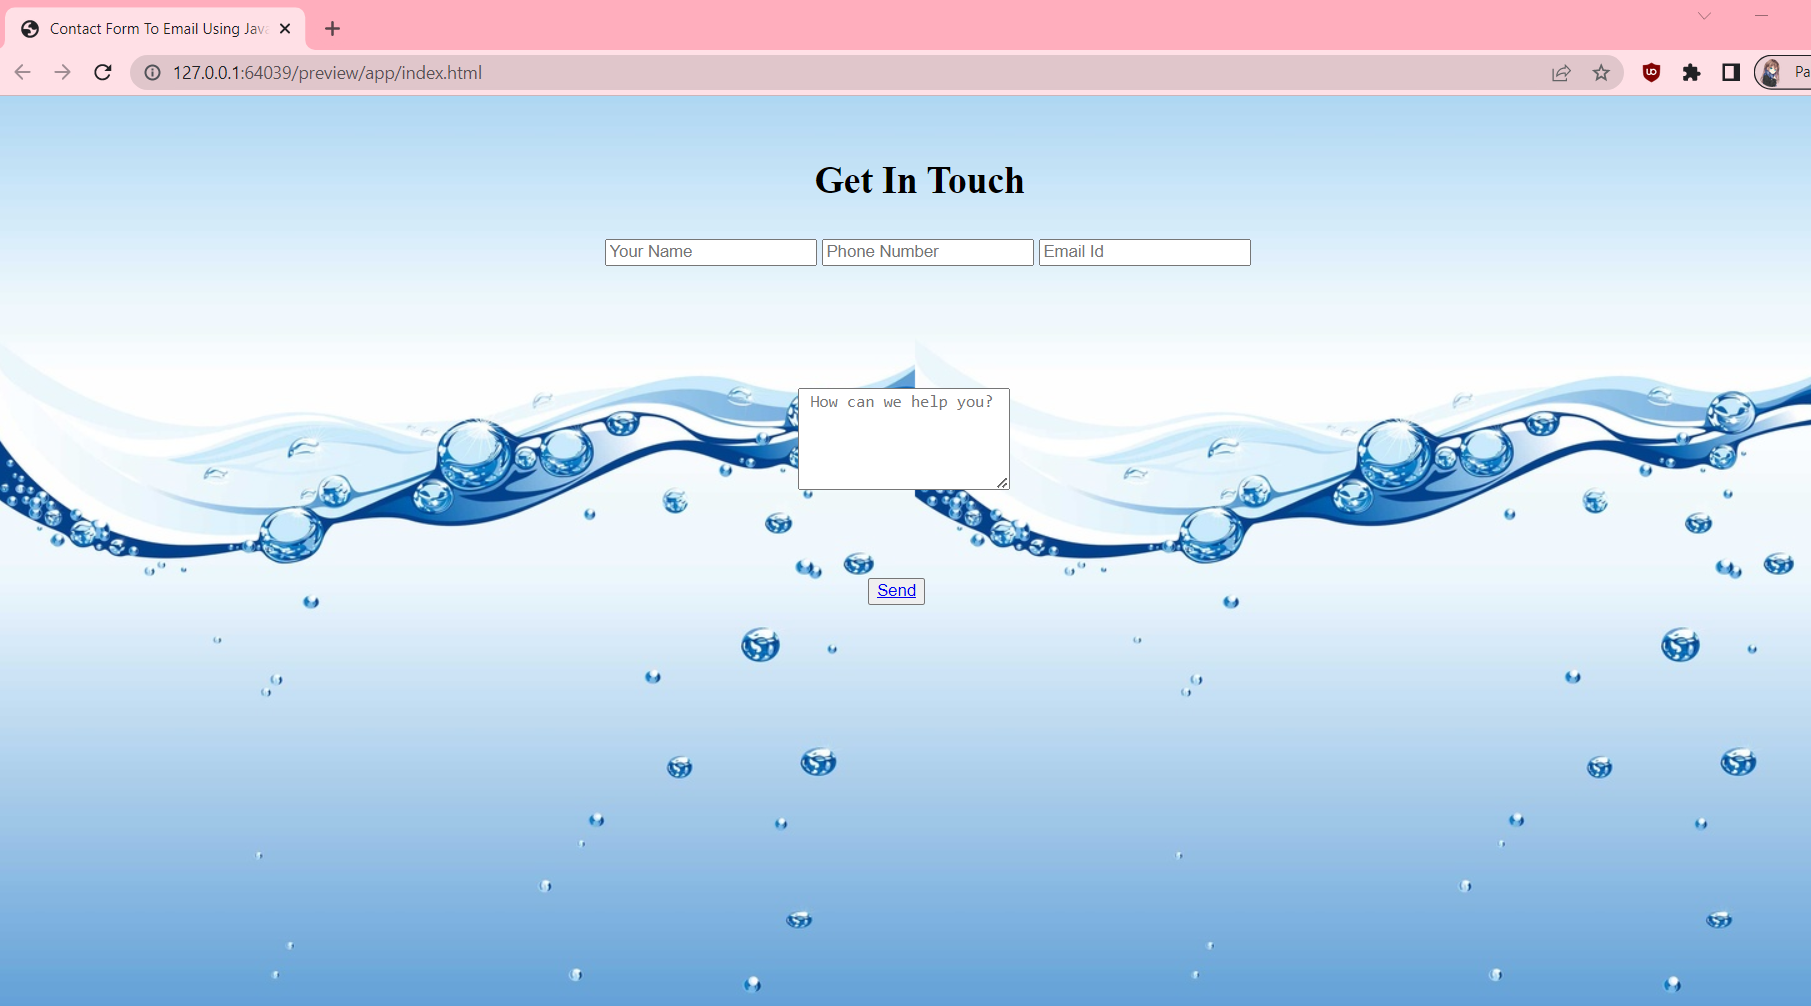 Contact Form To Email Using Java
127.0.0.1:64039/preview/app/index.html
Pa
Get In Touch
Your Name Phone Number Email Id
How can we help you?
Send